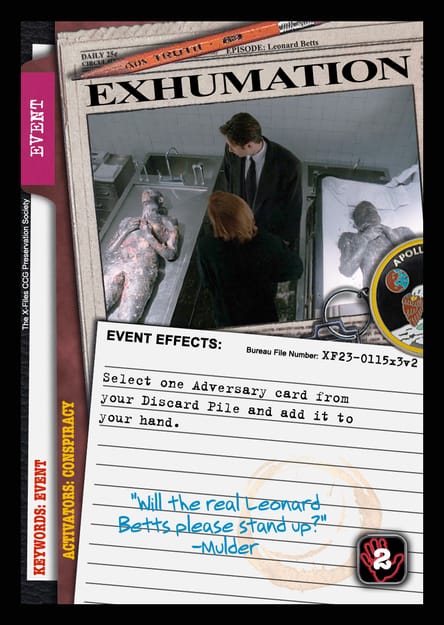 DAILY 25¢
EPISODE: Leonard Betts
EXHUMATION
EVENT
The X-Files CCG Preservation Society
APOLL
EVENT EFFECTS:
Bureau File Number: XF23-0115x3v2
Select one Adversary card from
your Discard Pile and add it to
your hand.
"Will the real Leonard
Betts please stand up?"
-Mulder
KEYWORDS: EVENT
ACTIVATORS: CONSPIRACY
2